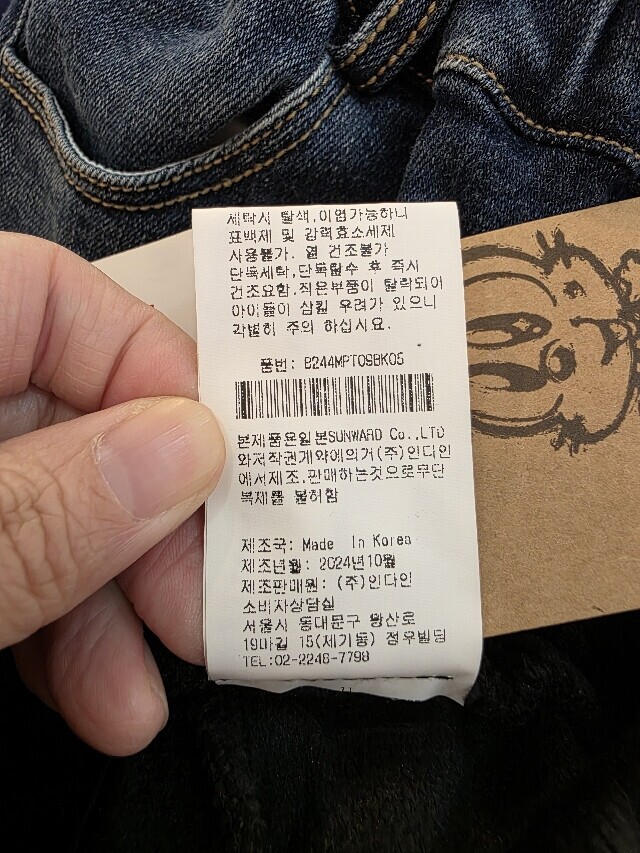 세탁시 탈색,이염가능하니
표백제 및 강력효소세제
사용불가. 열 건조불가
단독세탁,단독탈수 후 즉시
건조요함.작은부품이 탈락되어
아이들이 삼킬 우려가 있으니
각별히 주의 하십시요.
품번: B244MPT09BK05
본제품은일본SUNWARD Co.,LTD
와저작권계약에의거(주)인다인
에서제조,판매하는것으로무단
복제를 불허함
제조국: Made In Korea
제조년월: 2024년10월
제조판매원: (주)인다인
소비자상담실
서울시 동대문구 왕산로
19마길 15(제기동) 정우빌딩
TEL:02-2248-7798